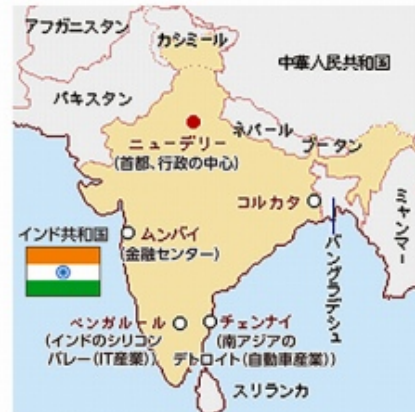 アフガニスタン
カシミール
中華人民共和国
パキスタン
ニューデリー
(首都、行政の中心)
ネパール
ブータン
コルカタ
ミャンマー
インド共和国
ムンバイ
(金融センター)
バングラデシュ
ベンガルール
(インドのシリコン
バレー(IT産業))
チェンナイ
(南アジアの
デトロイト(自動車産業))
スリランカ